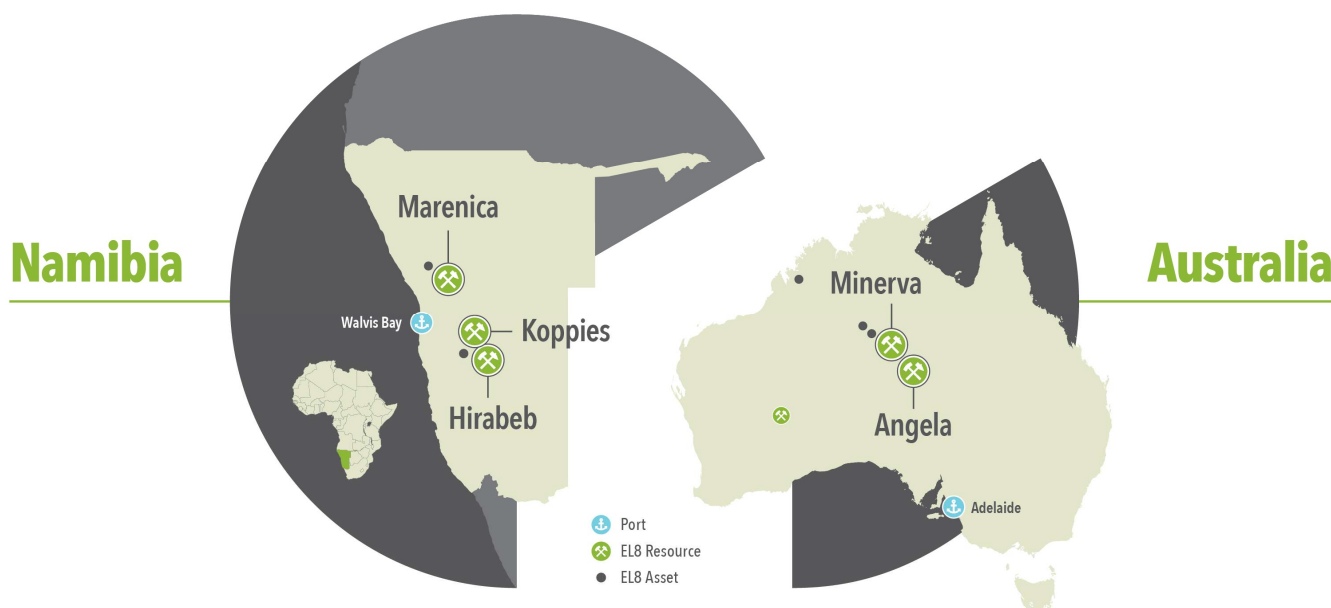 Namibia
Marenica
Walvis Bay
Koppies
Hirabeb
Australia
Minerva
Angela
Adelaide
Port
EL8 Resource
EL8 Asset